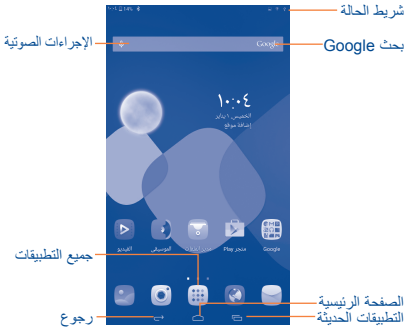 شريط الحالة
بحث Google
الإجراءات الصوتية
Google
١٠:٠٤
الخميس، ١ يناير
إضافة موقع
Google
متجر Play
الموسيقى
الفيديو
جميع التطبيقات
الصفحة الرئيسية
التطبيقات الحديثة
رجوع